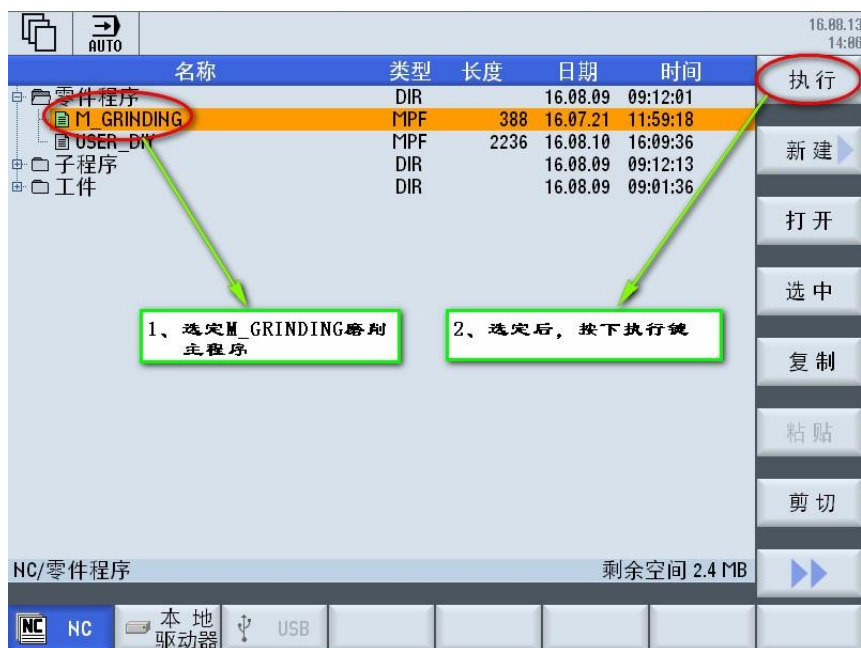 AUTO
16.08.13
14:06
名称 类型 长度 日期 时间
零件程序 DIR 16.08.09 09:12:01
M_GRINDING MPF 388 16.07.21 11:59:18
USER_DIY MPF 2236 16.08.10 16:09:36
子程序 DIR 16.08.09 09:12:13
工件 DIR 16.08.09 09:01:36
执行
新建
打开
选中
复制
粘贴
剪切
1、选定M_GRINDING磨削
主程序
2、选定后，按下执行键
NC/零件程序 剩余空间 2.4 MB
NC NC
本地
驱动器
USB